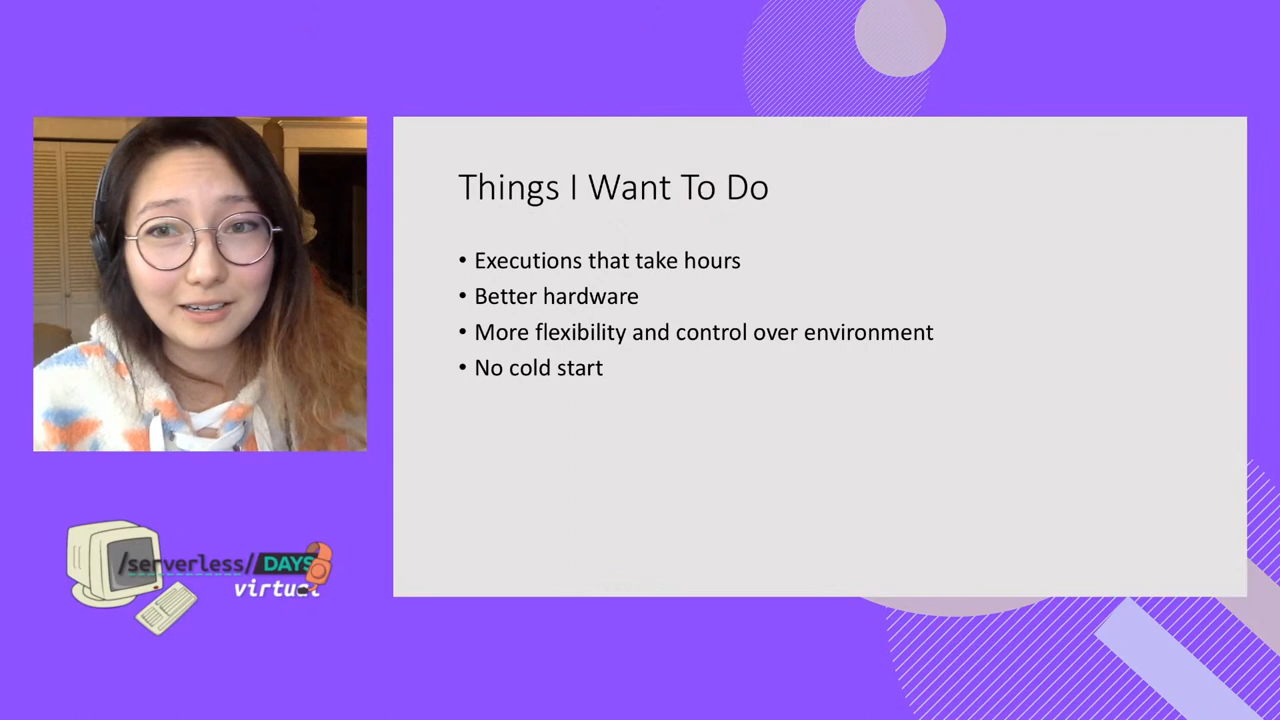 Things I Want To Do
• Executions that take hours
• Better hardware
• More flexibility and control over environment
• No cold start
/serverless/DAYS
virtual